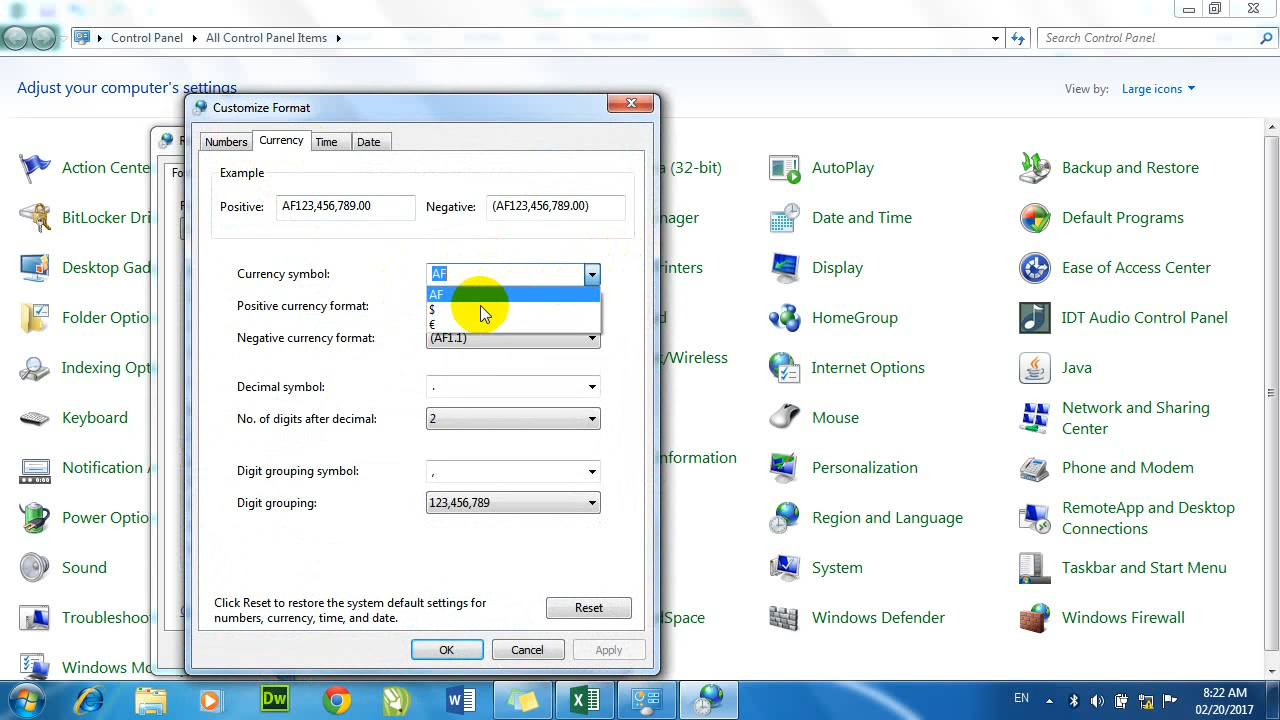 Control Panel
All Control Panel Items
Search Control Panel
Adjust your computer's settings
View by:
Large icons
Customize Format
Numbers
Currency
Time
Date
Example
Positive: AF123,456,789.00
Negative: (AF123,456,789.00)
Currency symbol: AF
AF
$
€
Positive currency format:
Negative currency format: (AF1.1)
Decimal symbol: .
No. of digits after decimal: 2
Digit grouping symbol: ,
Digit grouping: 123,456,789
Click Reset to restore the system default settings for
numbers, currency, time, and date.
Reset
OK
Cancel
Apply
Action Cente
(32-bit)
AutoPlay
Backup and Restore
BitLocker Dri
Date and Time
Default Programs
Desktop Gad
Display
Ease of Access Center
Folder Optio
HomeGroup
IDT Audio Control Panel
Indexing Opt
/Wireless
Internet Options
Java
Keyboard
Mouse
Network and Sharing
Center
Notification A
Personalization
Phone and Modem
Power Optio
Region and Language
RemoteApp and Desktop
Connections
Sound
System
Taskbar and Start Menu
Troubleshoo
Windows Defender
Windows Firewall
Windows Mo
Dw
EN
8:22 AM
02/20/2017